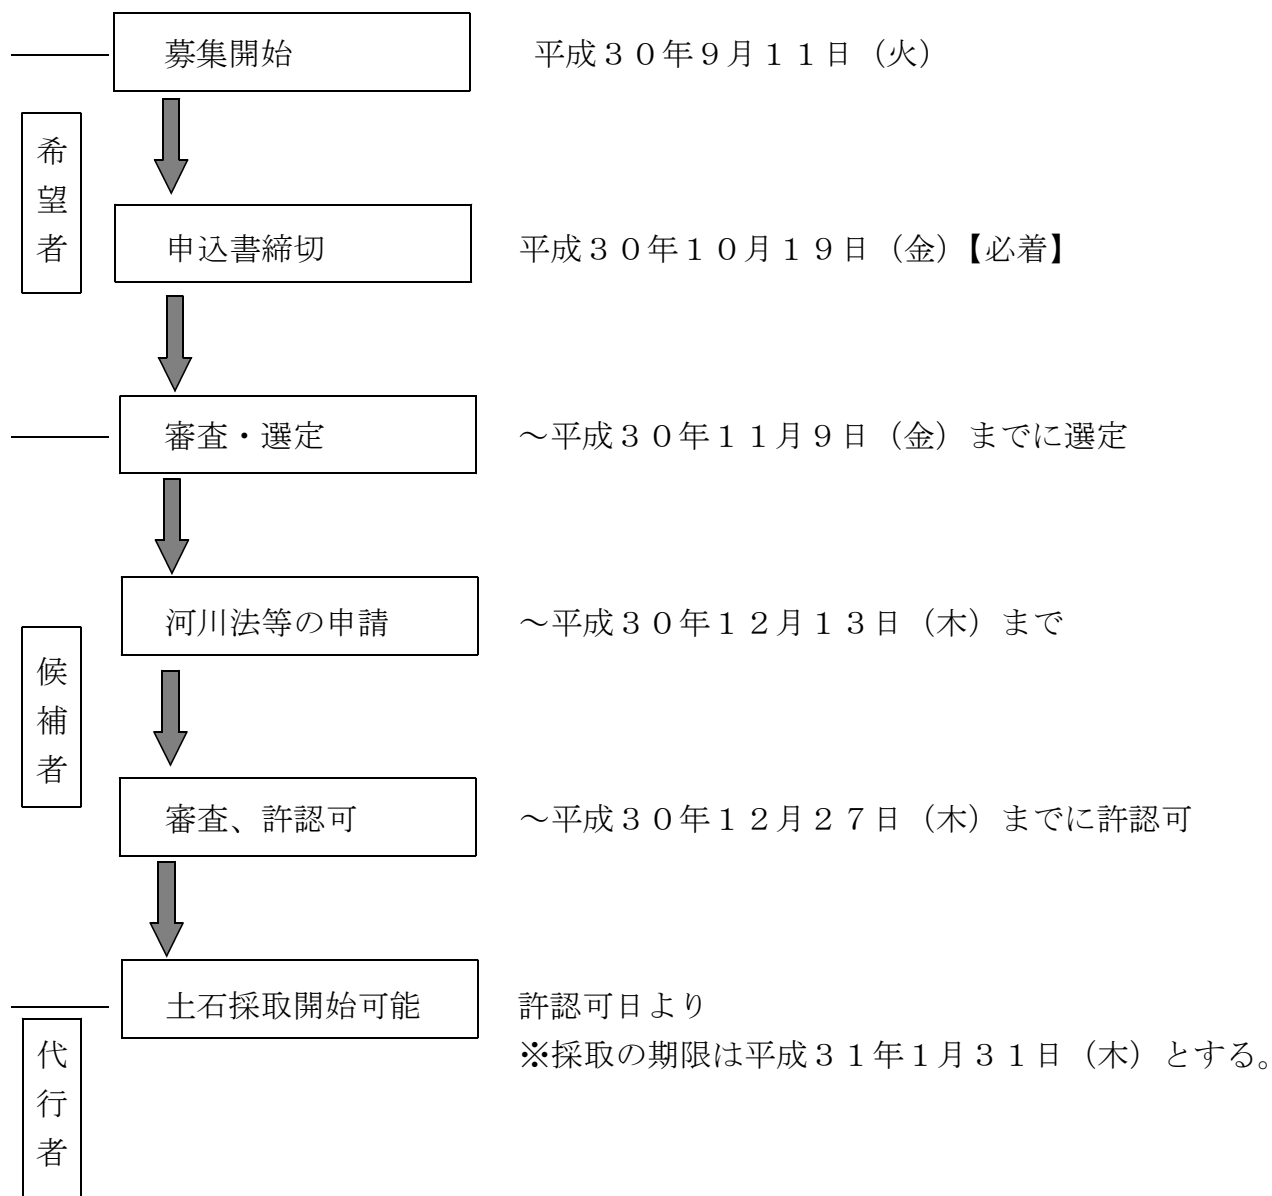 募集開始　平成３０年９月１１日（火）
希望者
申込書締切　平成３０年１０月１９日（金）【必着】
審査・選定　～平成３０年１１月９日（金）までに選定
河川法等の申請　～平成３０年１２月１３日（木）まで
候補者
審査、許認可　～平成３０年１２月２７日（木）までに許認可
土石採取開始可能　許認可日より
※採取の期限は平成３１年１月３１日（木）とする。
代行者